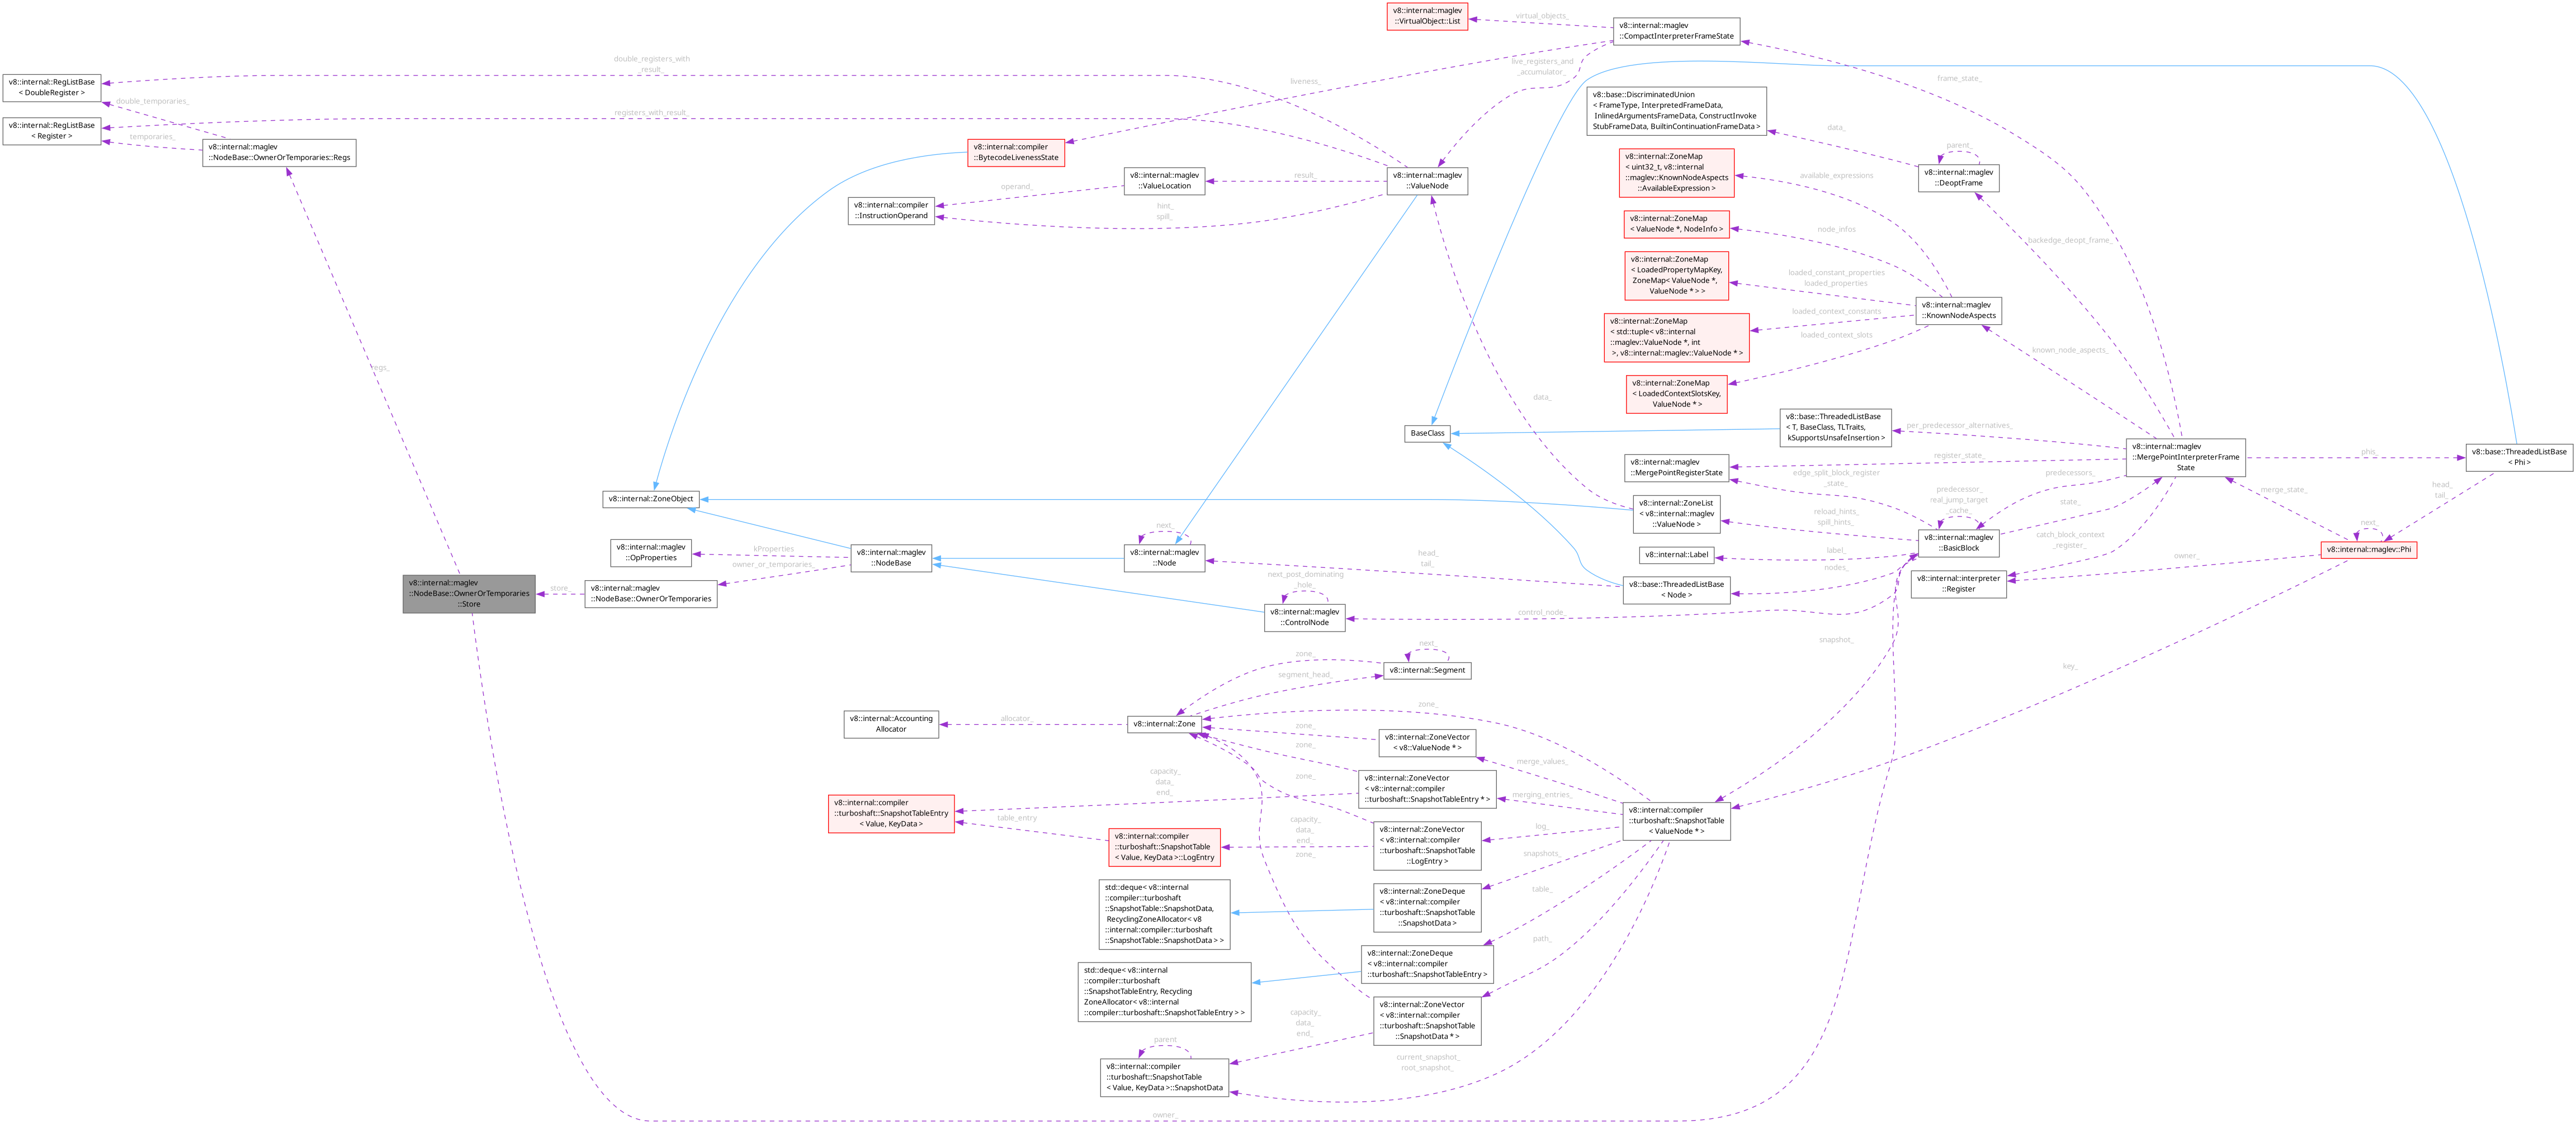 v8::internal::maglev
::VirtualObject::List
virtual_objects_
v8::internal::maglev
::CompactInterpreterFrameState
double_registers_with
_result_
live_registers_and
_accumulator_
liveness_
frame_state_
v8::internal::RegListBase
< DoubleRegister >
double_temporaries_
v8::internal::RegListBase
< Register >
temporaries_
registers_with_result_
v8::internal::maglev
::NodeBase::OwnerOrTemporaries::Regs
v8::internal::compiler
::BytecodeLivenessState
v8::base::DiscriminatedUnion
< FrameType, InterpretedFrameData,
InlinedArgumentsFrameData, ConstructInvoke
StubFrameData, BuiltinContinuationFrameData >
data_
parent_
v8::internal::maglev
::DeoptFrame
v8::internal::maglev
::ValueLocation
result_
v8::internal::maglev
::ValueNode
operand_
v8::internal::compiler
::InstructionOperand
hint_
spill_
v8::internal::ZoneMap
< uint32_t, v8::internal
::maglev::KnownNodeAspects
::AvailableExpression >
available_expressions
v8::internal::ZoneMap
< ValueNode *, NodeInfo >
node_infos
backedge_deopt_frame_
v8::internal::ZoneMap
< LoadedPropertyMapKey,
ZoneMap< ValueNode *,
ValueNode * > >
loaded_constant_properties
loaded_properties
v8::internal::maglev
::KnownNodeAspects
v8::internal::ZoneMap
< std::tuple< v8::internal
::maglev::ValueNode *, int
>, v8::internal::maglev::ValueNode * >
loaded_context_constants
loaded_context_slots
known_node_aspects_
v8::internal::ZoneMap
< LoadedContextSlotsKey,
ValueNode * >
regs_
data_
BaseClass
v8::base::ThreadedListBase
< T, BaseClass, TLTraits,
kSupportsUnsafeInsertion >
per_predecessor_alternatives_
v8::internal::maglev
::MergePointInterpreterFrame
State
phis_
v8::base::ThreadedListBase
< Phi >
v8::internal::maglev
::MergePointRegisterState
register_state_
edge_split_block_register
_state_
predecessors_
head_
tail_
merge_state_
v8::internal::ZoneObject
v8::internal::ZoneList
< v8::internal::maglev
::ValueNode >
reload_hints_
spill_hints_
predecessor_
real_jump_target
_cache_
state_
v8::internal::maglev
::BasicBlock
catch_block_context
_register_
next_
v8::internal::maglev::Phi
v8::internal::maglev
::OpProperties
kProperties
owner_or_temporaries_
v8::internal::maglev
::NodeBase
next_
v8::internal::maglev
::Node
head_
tail_
v8::internal::Label
label_
nodes_
owner_
v8::internal::interpreter
::Register
v8::internal::maglev
::NodeBase::OwnerOrTemporaries
::Store
store_
v8::internal::maglev
::NodeBase::OwnerOrTemporaries
next_post_dominating
_hole_
v8::internal::maglev
::ControlNode
v8::base::ThreadedListBase
< Node >
control_node_
snapshot_
key_
next_
v8::internal::Segment
zone_
segment_head_
v8::internal::Accounting
Allocator
allocator_
v8::internal::Zone
zone_
zone_
v8::internal::ZoneVector
< v8::ValueNode * >
merge_values_
zone_
v8::internal::ZoneVector
< v8::internal::compiler
::turboshaft::SnapshotTableEntry * >
merging_entries_
capacity_
data_
end_
zone_
v8::internal::compiler
::turboshaft::SnapshotTableEntry
< Value, KeyData >
table_entry
v8::internal::compiler
::turboshaft::SnapshotTable
< Value, KeyData >::LogEntry
capacity_
data_
end_
zone_
v8::internal::ZoneVector
< v8::internal::compiler
::turboshaft::SnapshotTable
::LogEntry >
log_
v8::internal::compiler
::turboshaft::SnapshotTable
< ValueNode * >
snapshots_
std::deque< v8::internal
::compiler::turboshaft
::SnapshotTable::SnapshotData,
RecyclingZoneAllocator< v8
::internal::compiler::turboshaft
::SnapshotTable::SnapshotData > >
v8::internal::ZoneDeque
< v8::internal::compiler
::turboshaft::SnapshotTable
::SnapshotData >
table_
path_
std::deque< v8::internal
::compiler::turboshaft
::SnapshotTableEntry, Recycling
ZoneAllocator< v8::internal
::compiler::turboshaft::SnapshotTableEntry > >
v8::internal::ZoneDeque
< v8::internal::compiler
::turboshaft::SnapshotTableEntry >
v8::internal::ZoneVector
< v8::internal::compiler
::turboshaft::SnapshotTable
::SnapshotData * >
capacity_
data_
end_
parent
v8::internal::compiler
::turboshaft::SnapshotTable
< Value, KeyData >::SnapshotData
current_snapshot_
root_snapshot_
owner_